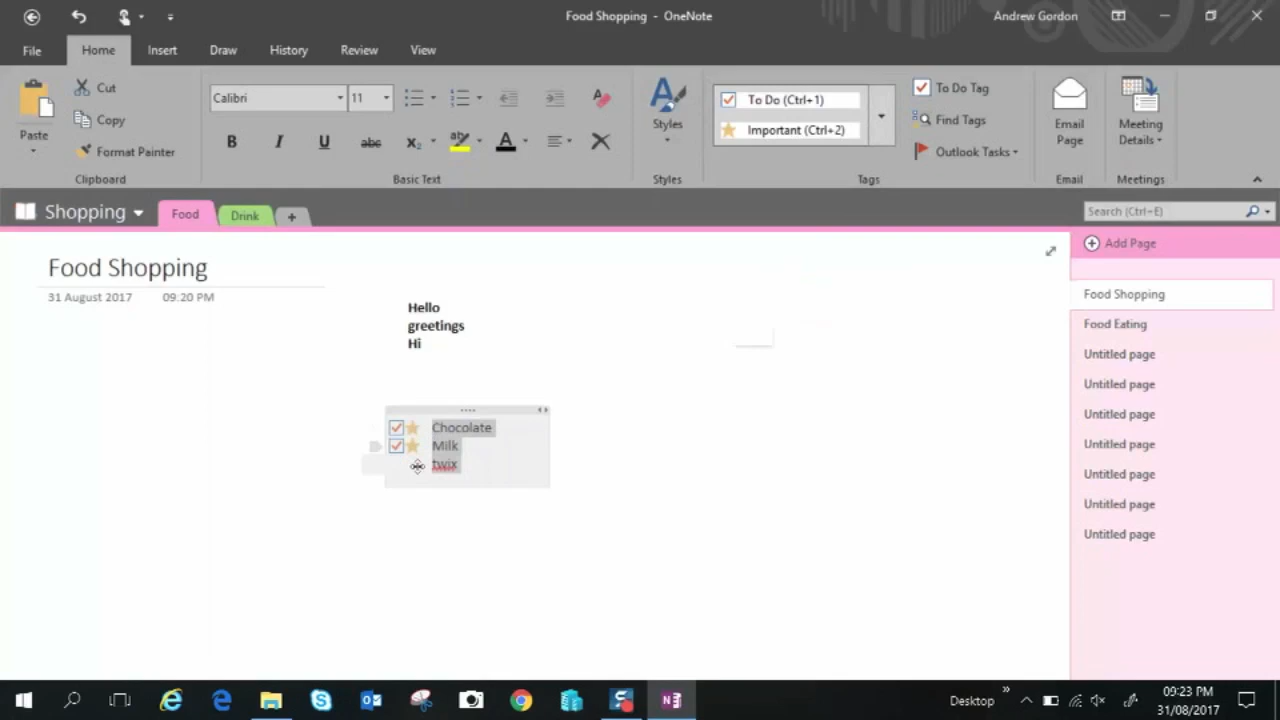 Food Shopping - OneNote
Andrew Gordon
File Home Insert Draw History Review View
Paste
Cut
Copy
Format Painter
Clipboard
Calibri 11
B I U abc X₂ A
Basic Text
Styles
Styles
To Do (Ctrl+1)
Important (Ctrl+2)
To Do Tag
Find Tags
Outlook Tasks
Tags
Email
Page
Email
Meeting
Details
Meetings
Shopping Food Drink +
Search (Ctrl+E)
Food Shopping
31 August 2017 09:20 PM
Hello
greetings
Hi
Chocolate
Milk
twix
Add Page
Food Shopping
Food Eating
Untitled page
Untitled page
Untitled page
Untitled page
Untitled page
Untitled page
Untitled page
Desktop
09:23 PM
31/08/2017